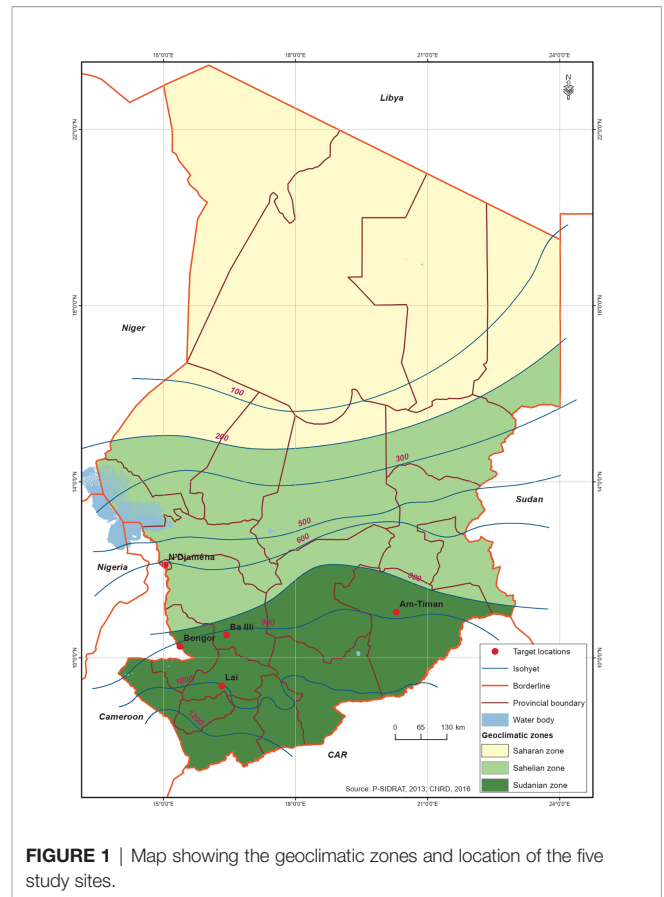 15°0'0"E 18°0'0"E 21°0'0"E 24°0'0"E
N
Libya
22°0'0"N 22°0'0"N
18°0'0"N 18°0'0"N
Niger
100
200
300
14°0'0"N 14°0'0"N
Sudan
500
600
N'Djaména
Nigeria
800
Am-Timan
900
Ba Illi
Bongor
10°0'0"N 10°0'0"N
Lai
1000
Cameroon
1200
CAR
Target locations
Isohyet
Borderline
Provincial boundary
Water body
Geoclimatic zones
Saharan zone
Sahelian zone
Sudanian zone
0 65 130 km
Source: P-SIDRAT, 2013; CNRD, 2016
15°0'0"E 18°0'0"E 21°0'0"E 24°0'0"E
FIGURE 1 | Map showing the geoclimatic zones and location of the five
study sites.